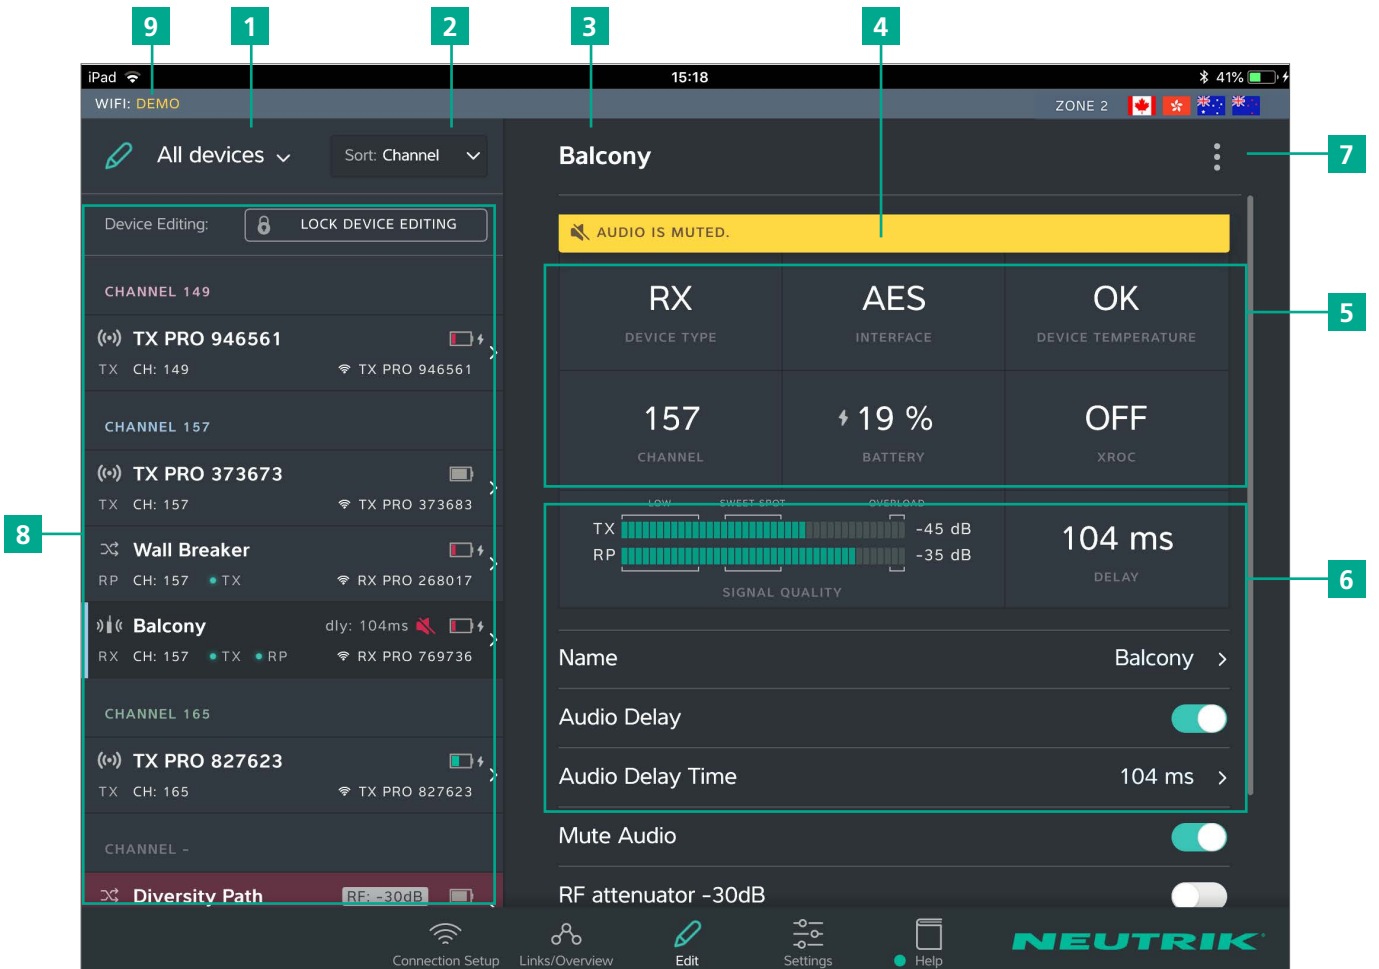 9 1 2 3 4
iPad 15:18 41%
WIFI: DEMO ZONE 2
All devices Sort: Channel
Balcony
7
Device Editing: LOCK DEVICE EDITING
AUDIO IS MUTED.
CHANNEL 149
TX PRO 946561
TX CH: 149 TX PRO 946561
CHANNEL 157
TX PRO 373673
TX CH: 157 TX PRO 373683
8
Wall Breaker
RP CH: 157 TX RX PRO 268017
Balcony dly: 104ms
RX CH: 157 TX RP RX PRO 769736
CHANNEL 165
TX PRO 827623
TX CH: 165 TX PRO 827623
CHANNEL -
Diversity Path RF: -30dB
RX AES OK
DEVICE TYPE INTERFACE DEVICE TEMPERATURE
5
157 19 % OFF
CHANNEL BATTERY XROC
LOW SWEET SPOT OVERLOAD
TX -45 dB
RP -35 dB
SIGNAL QUALITY
104 ms
DELAY
6
Name Balcony
Audio Delay
Audio Delay Time 104 ms
Mute Audio
RF attenuator -30dB
Connection Setup Links/Overview Edit Settings Help
NEUTRIK